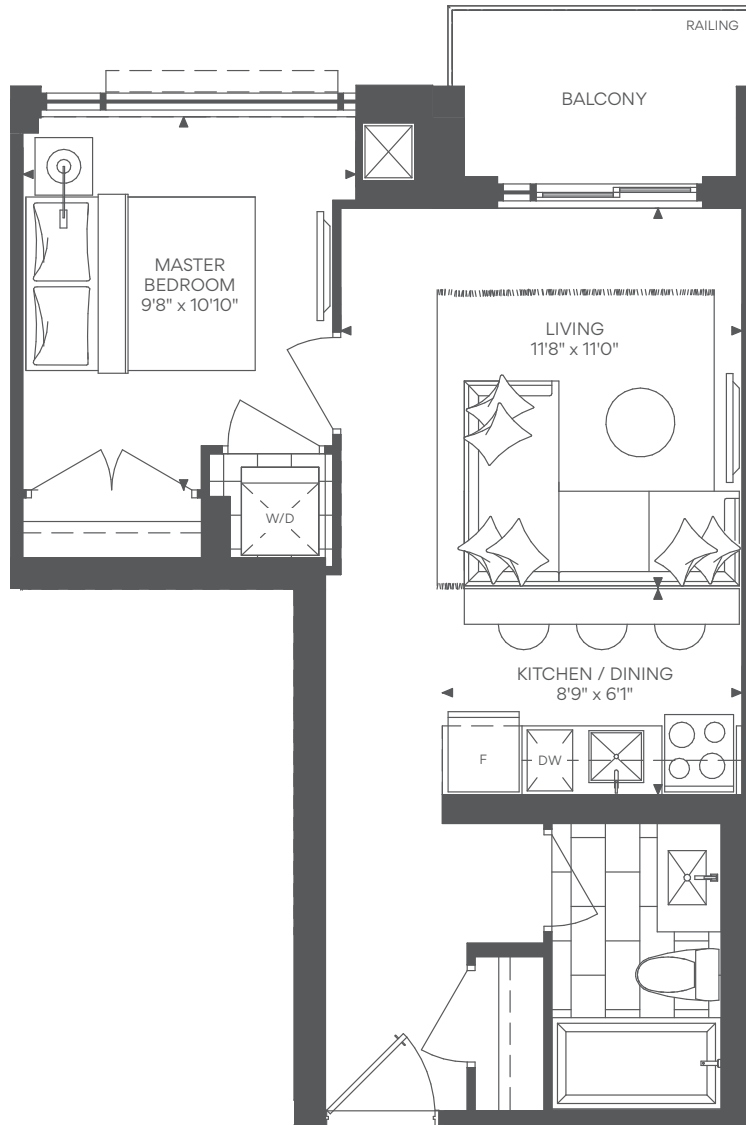 RAILING
BALCONY
MASTER
BEDROOM
9'8" x 10'10"
LIVING
11'8" x 11'0"
W/D
KITCHEN / DINING
8'9" x 6'1"
F
DW